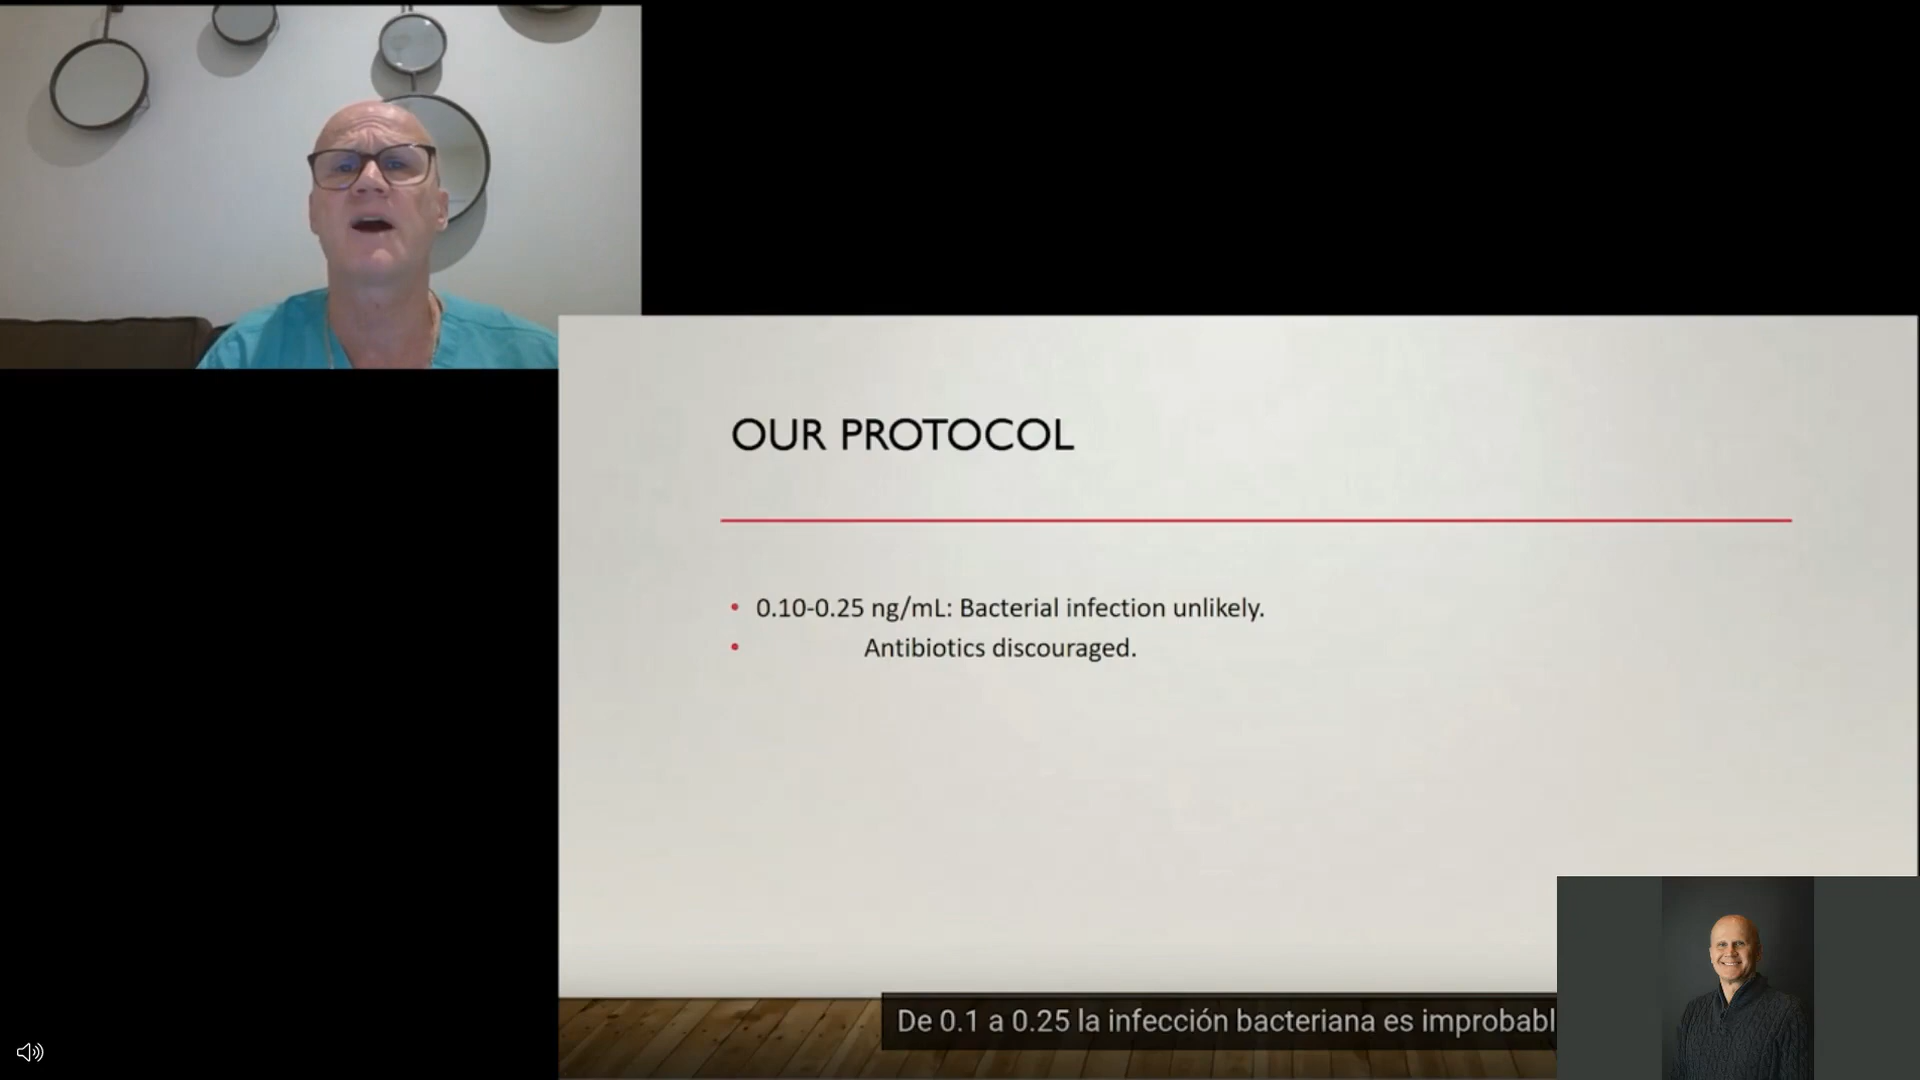 OUR PROTOCOL
• 0.10-0.25 ng/mL: Bacterial infection unlikely.
• Antibiotics discouraged.
De 0.1 a 0.25 la infección bacteriana es improbabl